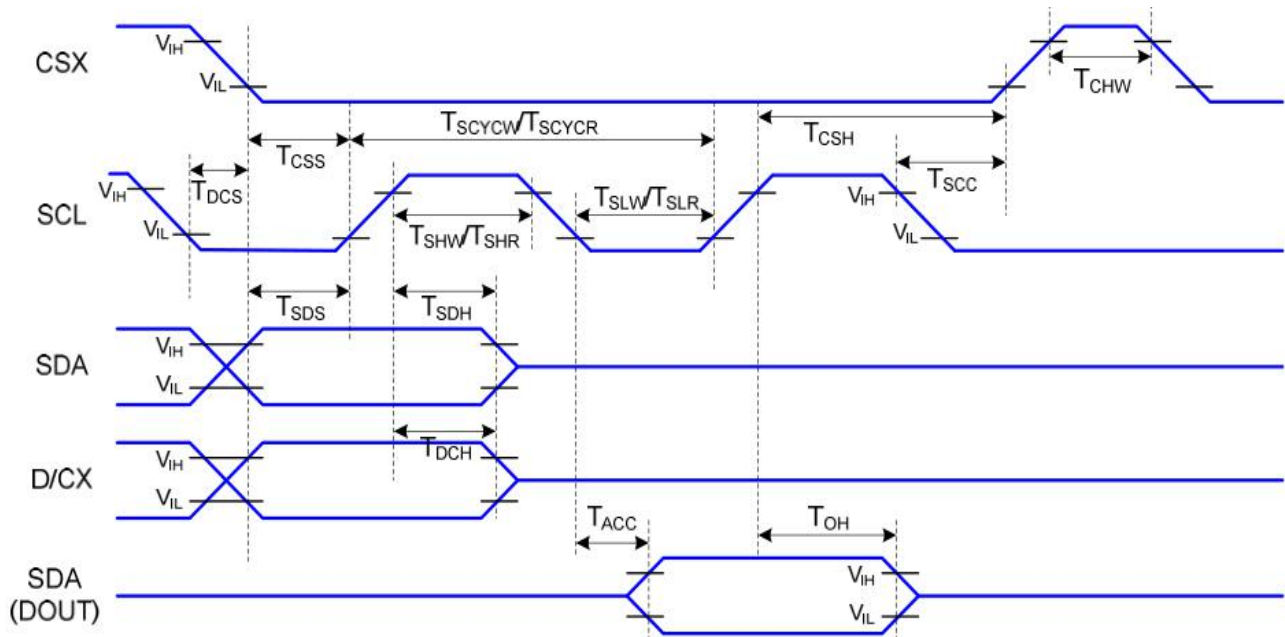 CSX
VIH
VIL
TCHW
TSCYCW/TSCYCR
TCSS
TCSH
TDCS
TSCC
SCL
VIH
VIL
TSHW/TSHR
TSLW/TSLR
VIH
VIL
TSDS
TSDH
SDA
VIH
VIL
TDCH
D/CX
VIH
VIL
TACC
TOH
SDA
(DOUT)
VIH
VIL